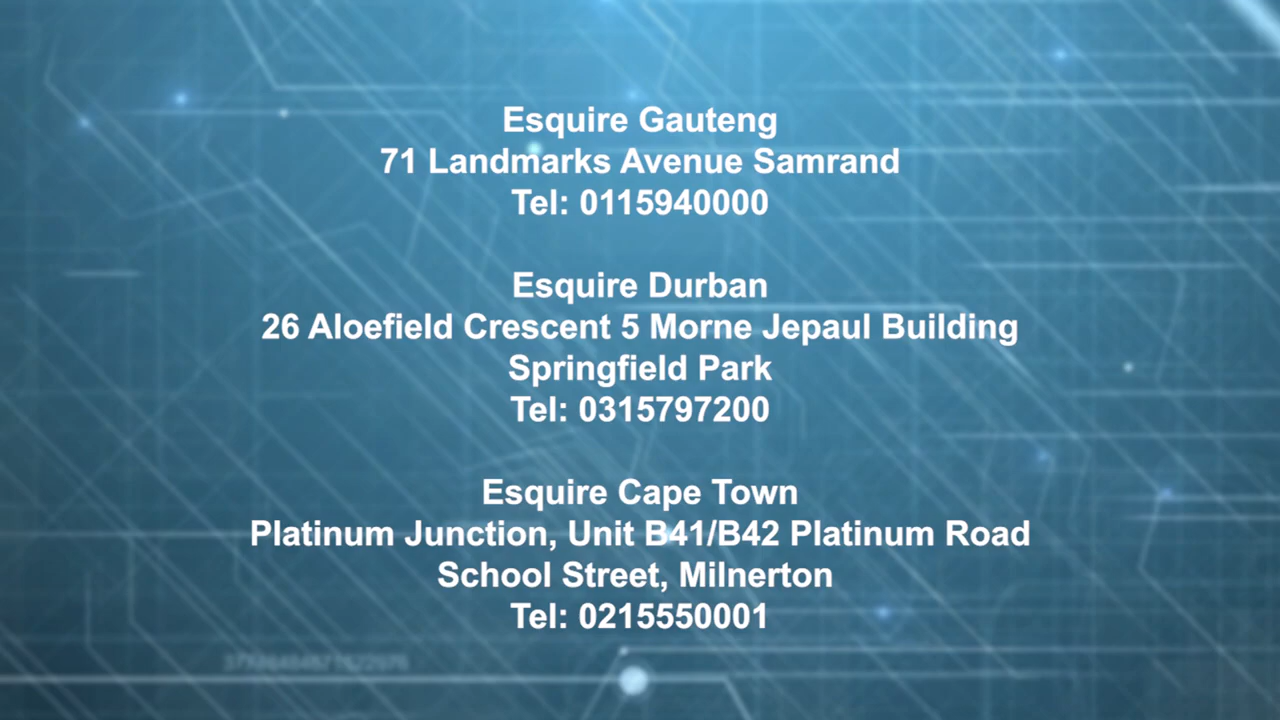 Esquire Gauteng
71 Landmarks Avenue Samrand
Tel: 0115940000
Esquire Durban
26 Aloefield Crescent 5 Morne Jepaul Building
Springfield Park
Tel: 0315797200
Esquire Cape Town
Platinum Junction, Unit B41/B42 Platinum Road
School Street, Milnerton
Tel: 0215550001